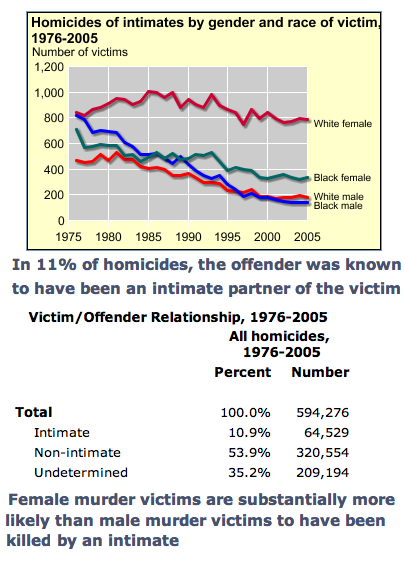 Homicides of intimates by gender and race of victim,
1976-2005
Number of victims
1,200
1,000
800
600
400
200
0
White female
Black female
White male
Black male
1975 1980 1985 1990 1995 2000 2005
In 11% of homicides, the offender was known
to have been an intimate partner of the victim
Victim/Offender Relationship, 1976-2005
All homicides,
1976-2005
Percent Number
Total 100.0% 594,276
Intimate 10.9% 64,529
Non-intimate 53.9% 320,554
Undetermined 35.2% 209,194
Female murder victims are substantially more
likely than male murder victims to have been
killed by an intimate